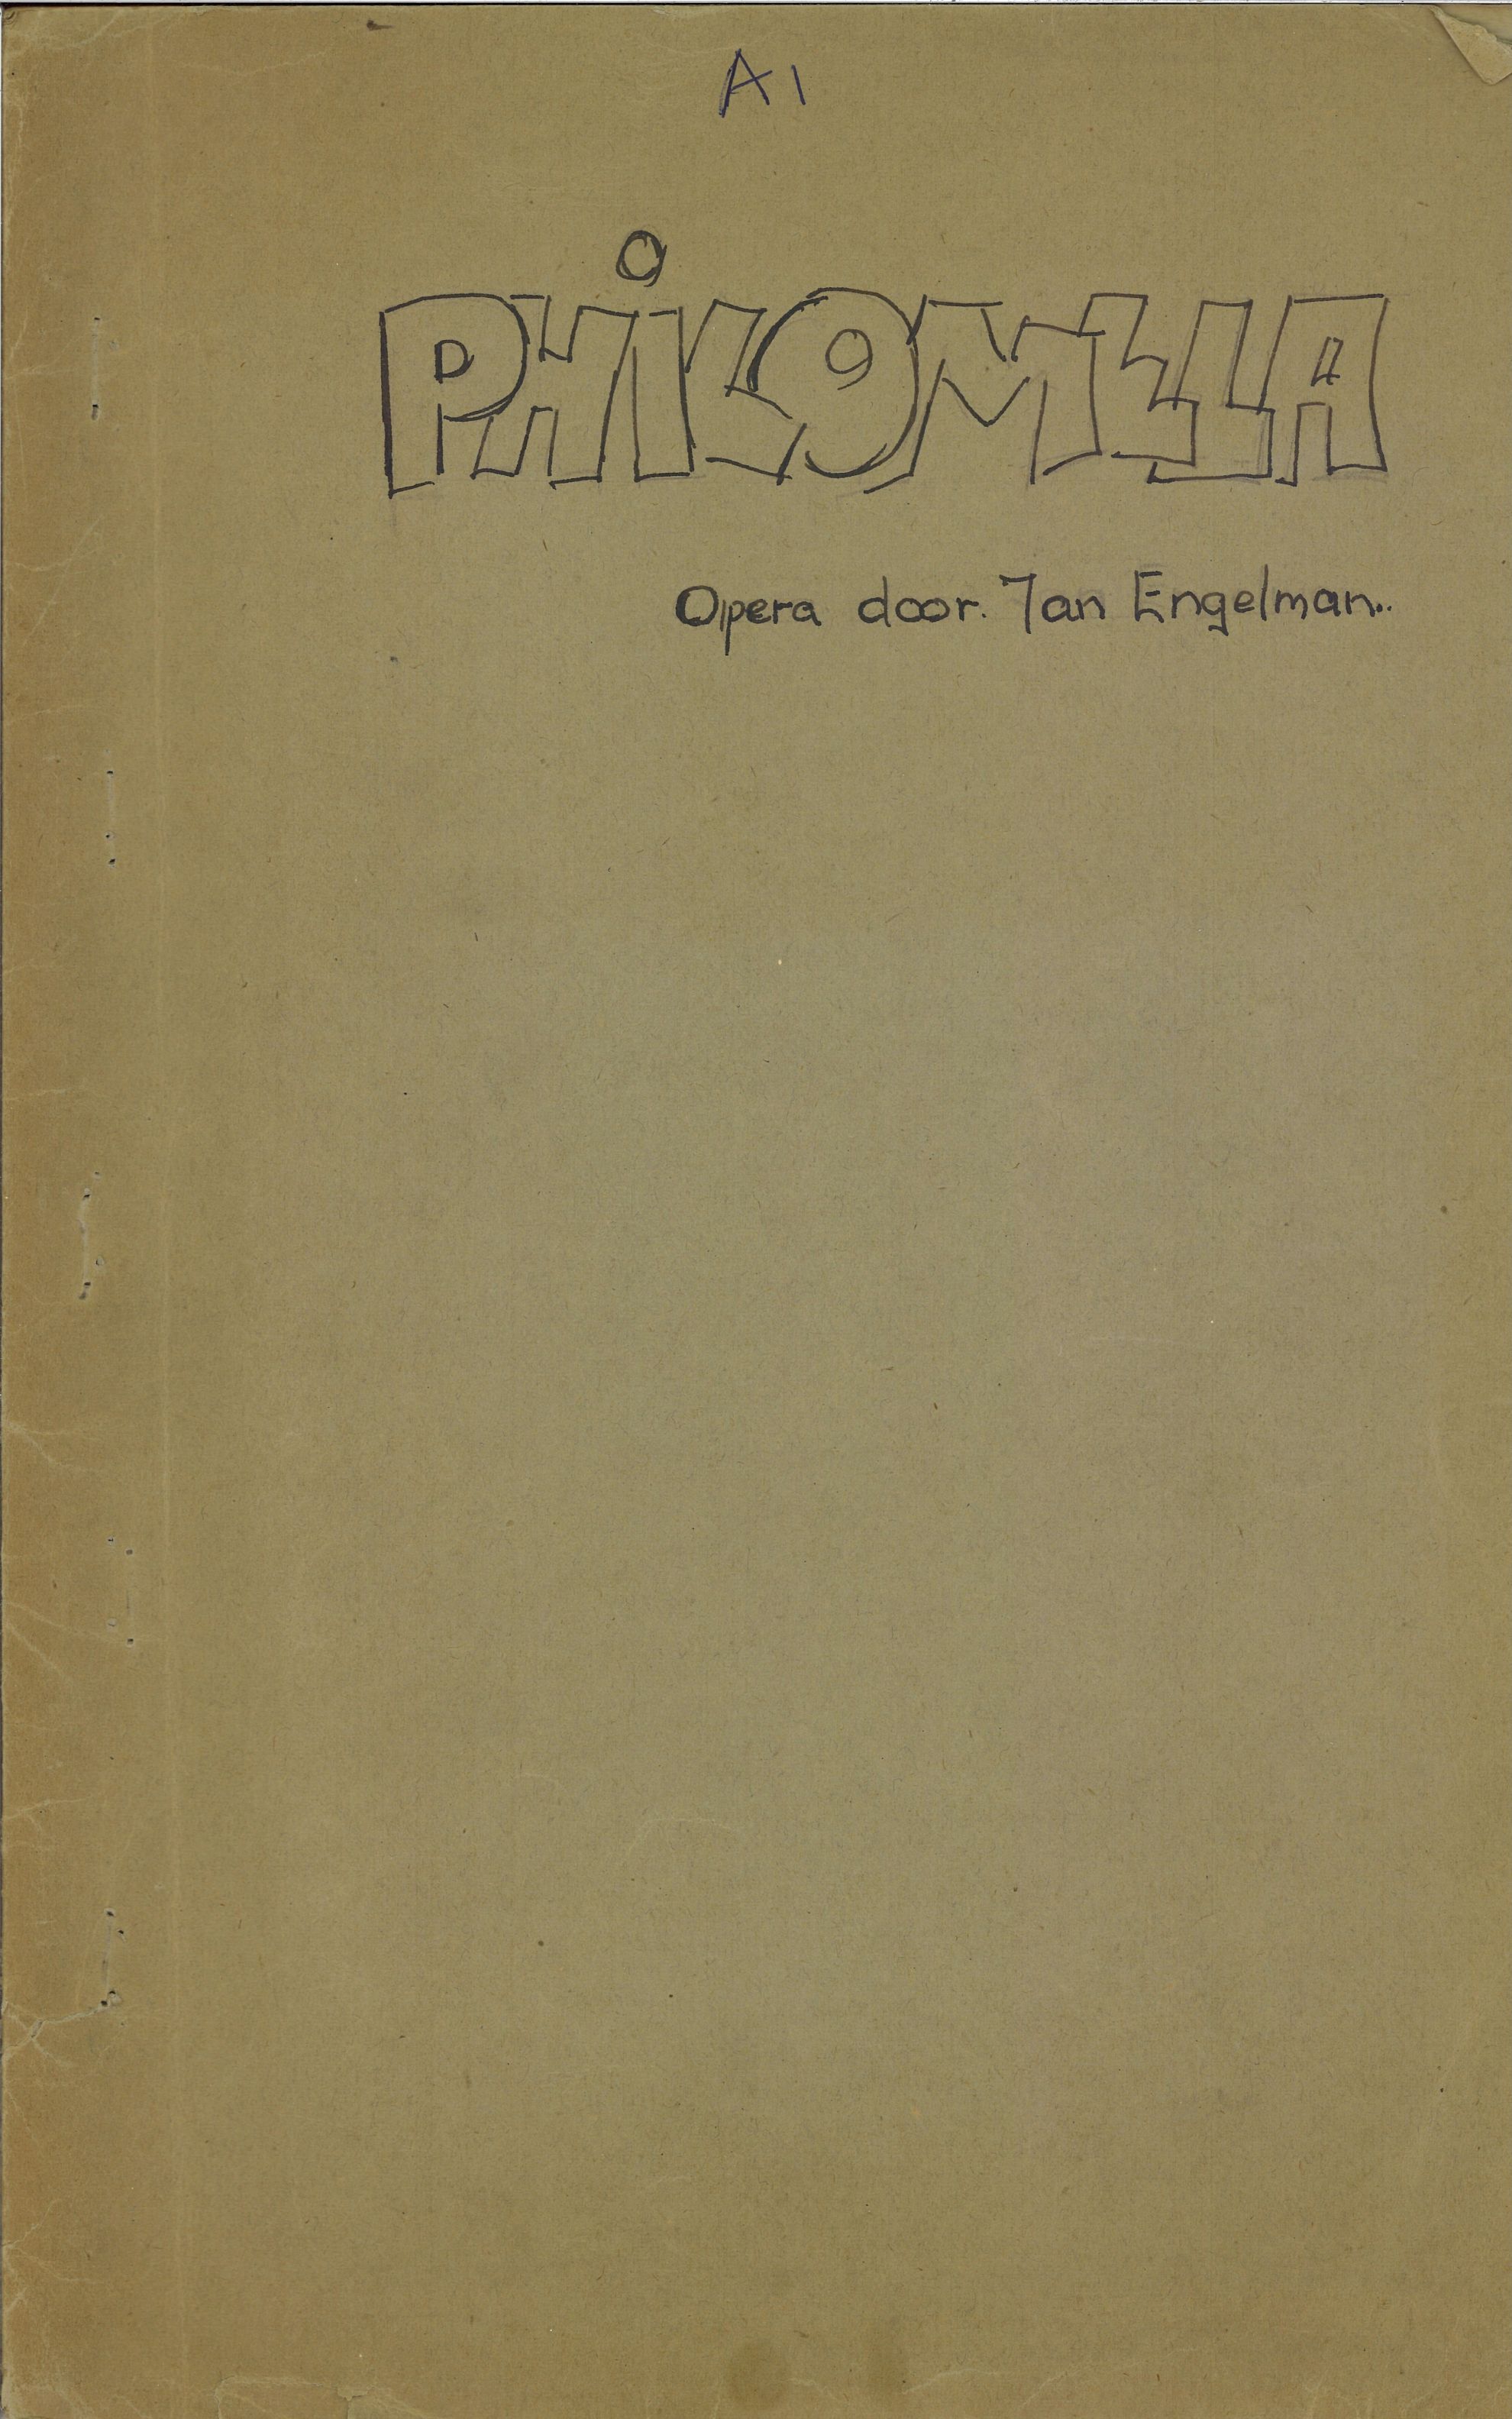 A1
PHILOMELA
Opera door. Jan Engelman..